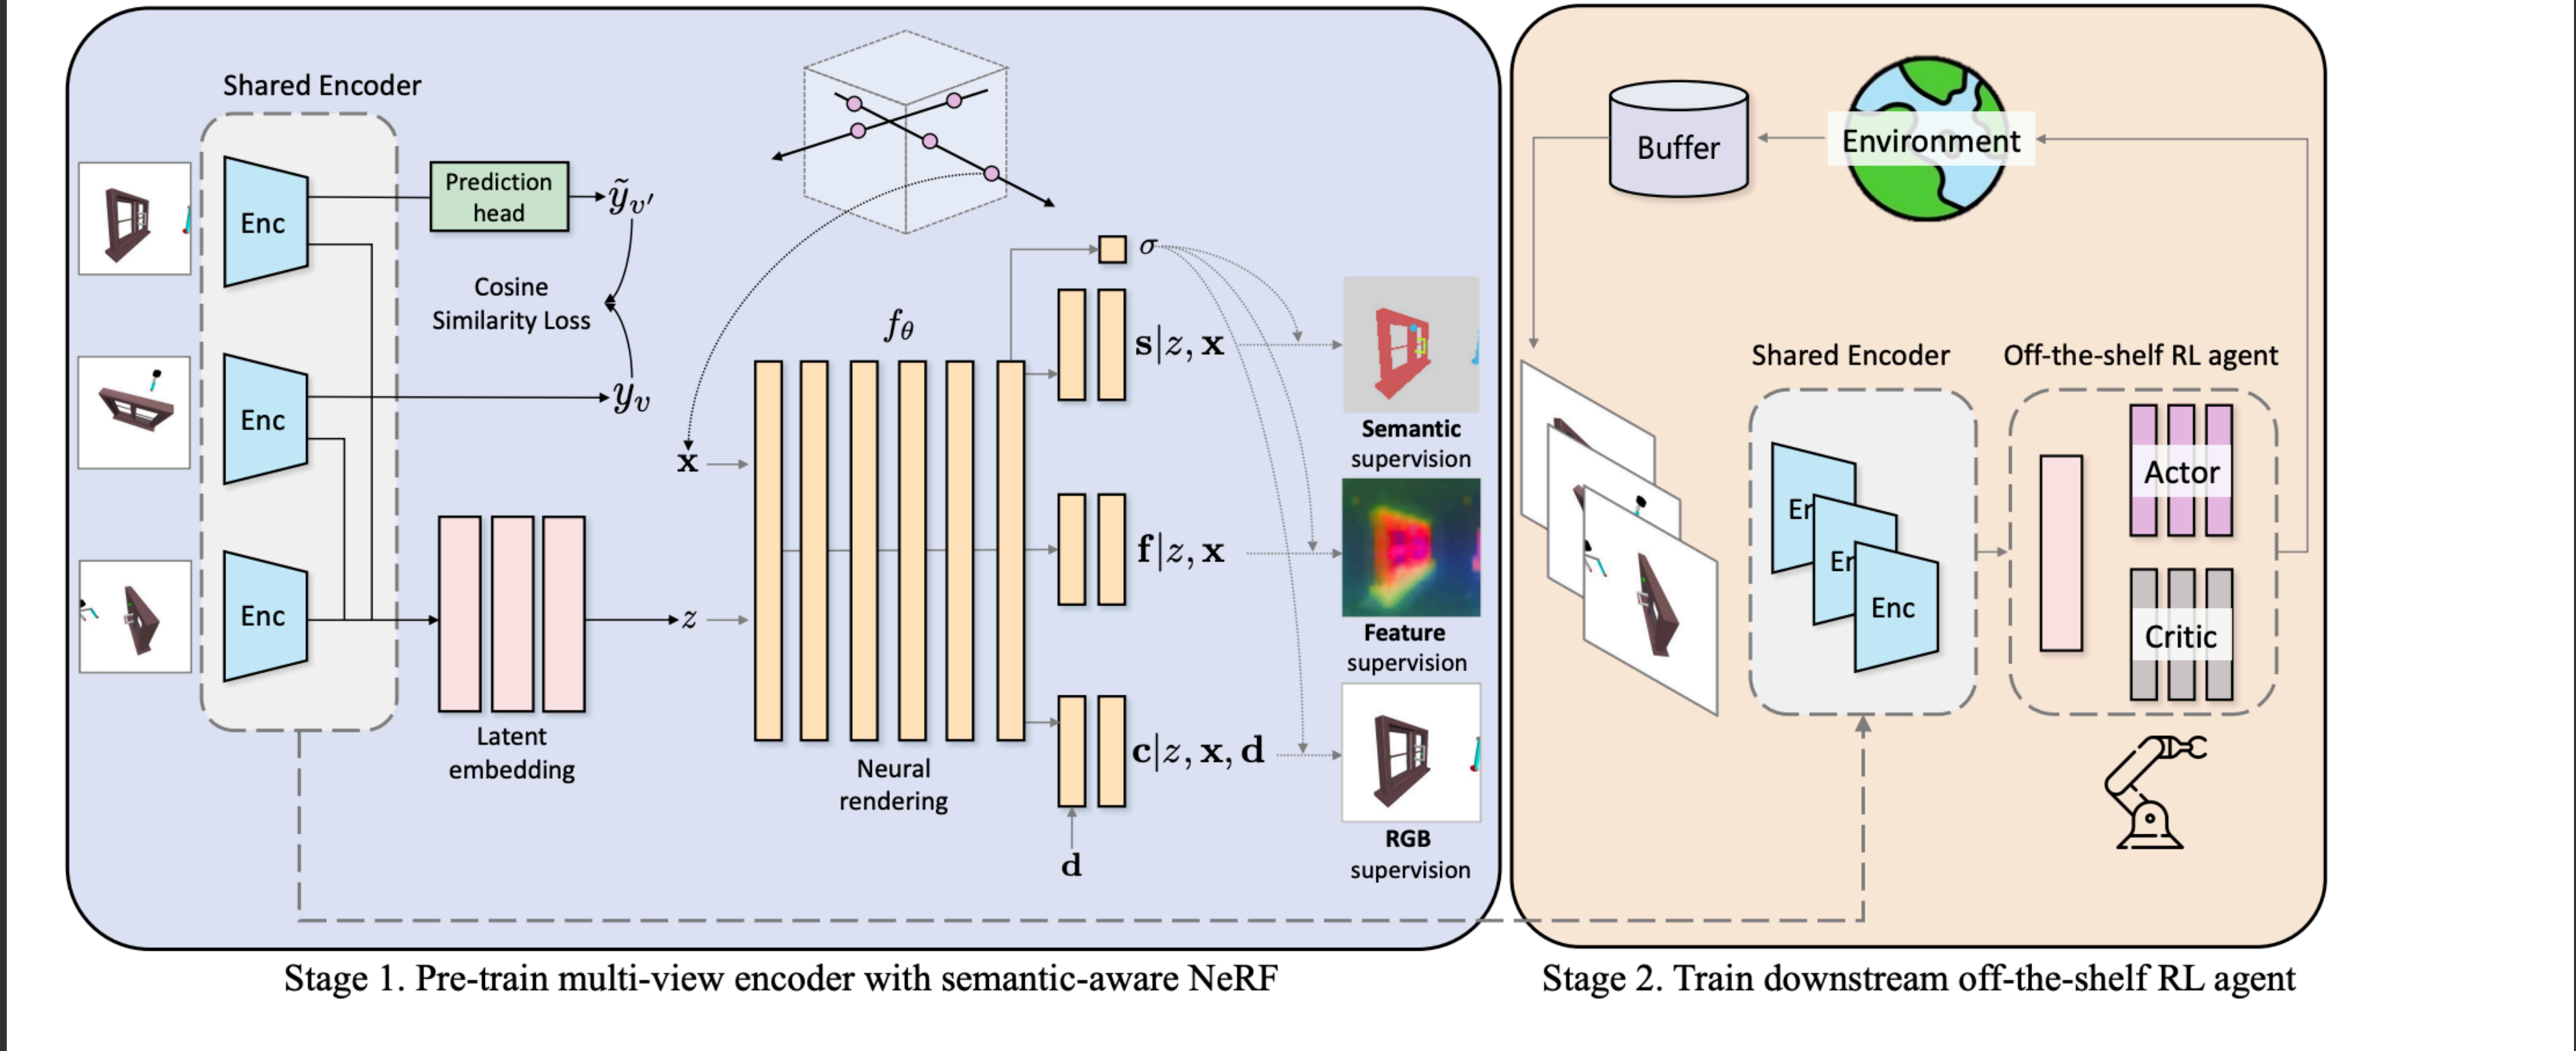 Shared Encoder
Enc
Prediction
head
ỹ_v′
Cosine
Similarity Loss
Enc
y_v
Enc
Latent
embedding
x
z
f_θ
Neural
rendering
σ
s|z, x
f|z, x
c|z, x, d
d
Semantic
supervision
Feature
supervision
RGB
supervision
Stage 1. Pre-train multi-view encoder with semantic-aware NeRF
Buffer
Environment
Shared Encoder
Off-the-shelf RL agent
Er
Er
Enc
Actor
Critic
Stage 2. Train downstream off-the-shelf RL agent